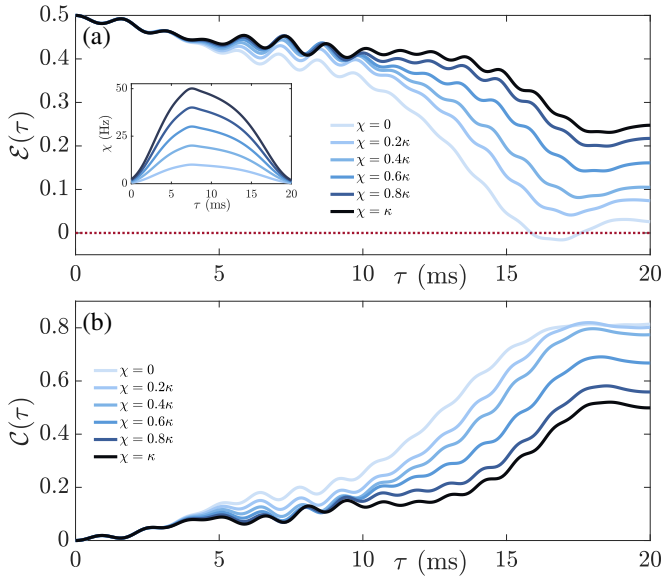 0.5
0.4
0.3
0.2
0.1
0
ℰ(τ)
(a)
50
25
0
χ (Hz)
0 5 10 15 20
τ (ms)
χ = 0
χ = 0.2κ
χ = 0.4κ
χ = 0.6κ
χ = 0.8κ
χ = κ
0 5 10 τ (ms) 15 20
(b)
0.8
0.6
0.4
0.2
0
𝒞(τ)
χ = 0
χ = 0.2κ
χ = 0.4κ
χ = 0.6κ
χ = 0.8κ
χ = κ
0 5 10 τ (ms) 15 20